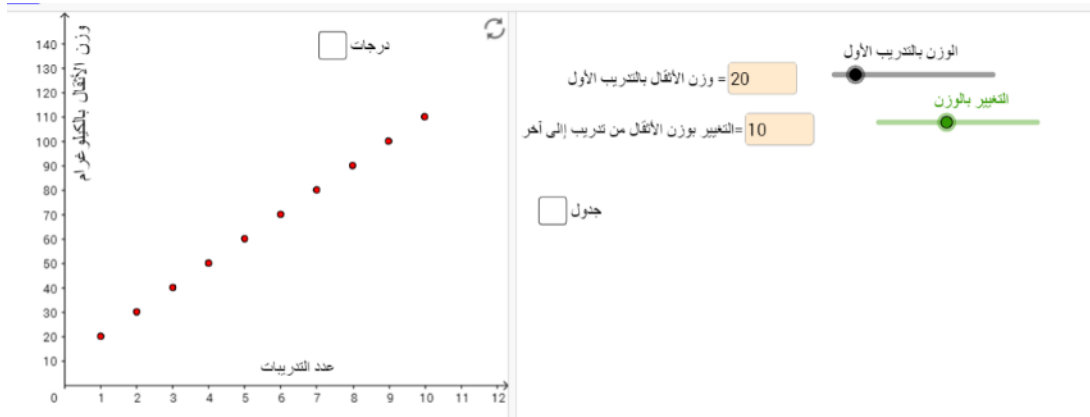 وزن الأثقال بالكيلوغرام
درجات
140
130
120
110
100
90
80
70
60
50
40
30
20
10
عدد التدريبات
0 1 2 3 4 5 6 7 8 9 10 11 12
الوزن بالتدريب الأول
20 = وزن الأثقال بالتدريب الأول
التغيير بالوزن
10 =التغيير بوزن الأثقال من تدريب إلى آخر
جدول